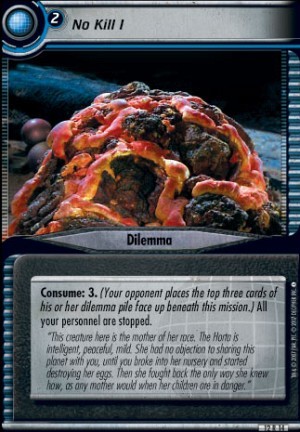 2
No Kill I
Dilemma
Consume: 3. (Your opponent places the top three cards of
his or her dilemma pile face up beneath this mission.) All
your personnel are stopped.
"This creature here is the mother of her race. The Horta is
intelligent, peaceful, mild. She had no objection to sharing
this planet with you, until you broke into her nursery and started
destroying her eggs. Then she fought back the only way she knew
how, as any mother would when her children are in danger."